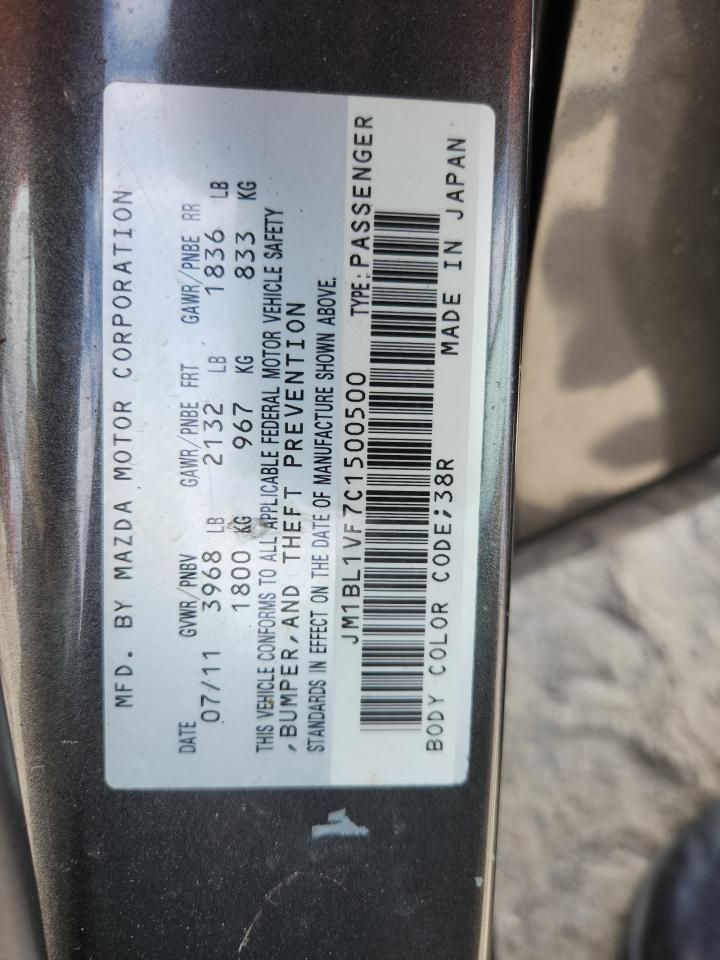 MFD. BY MAZDA MOTOR CORPORATION
DATE GVWR/PNBV GAWR/PNBE FRT GAWR/PNBE RR
07/11 3968 LB 2132 LB 1836 LB
1800 KG 967 KG 833 KG
THIS VEHICLE CONFORMS TO ALL APPLICABLE FEDERAL MOTOR VEHICLE SAFETY
,BUMPER,AND THEFT PREVENTION
STANDARDS IN EFFECT ON THE DATE OF MANUFACTURE SHOWN ABOVE.
JM1BL1VF7C1500500 TYPE:PASSENGER
BODY COLOR CODE;38R MADE IN JAPAN